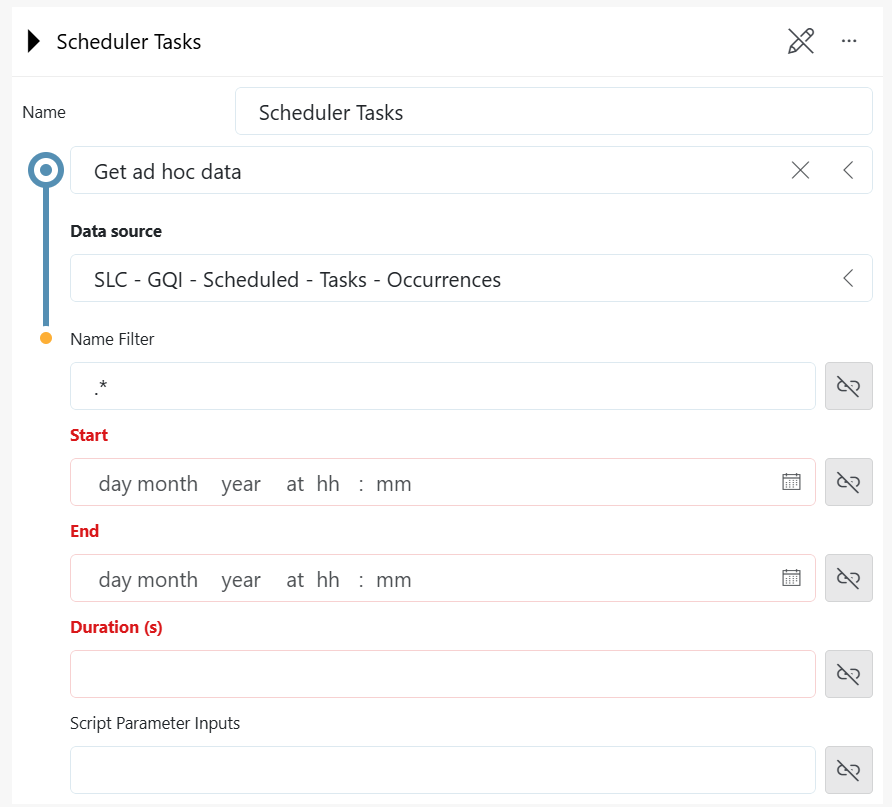 Scheduler Tasks
Name
Scheduler Tasks
Get ad hoc data
Data source
SLC - GQI - Scheduled - Tasks - Occurrences
Name Filter
.*
Start
day month year at hh : mm
End
day month year at hh : mm
Duration (s)
Script Parameter Inputs